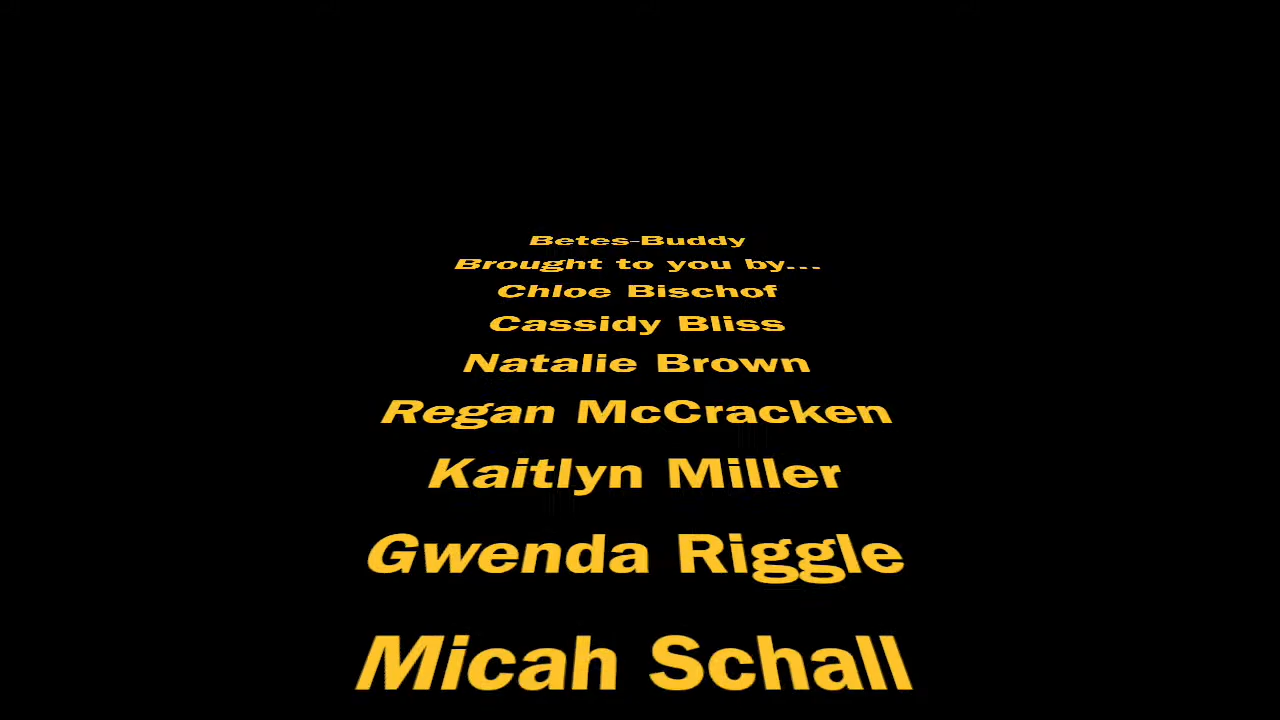 Betes-Buddy
Brought to you by...
Chloe Bischof
Cassidy Bliss
Natalie Brown
Regan McCracken
Kaitlyn Miller
Gwenda Riggle
Micah Schall